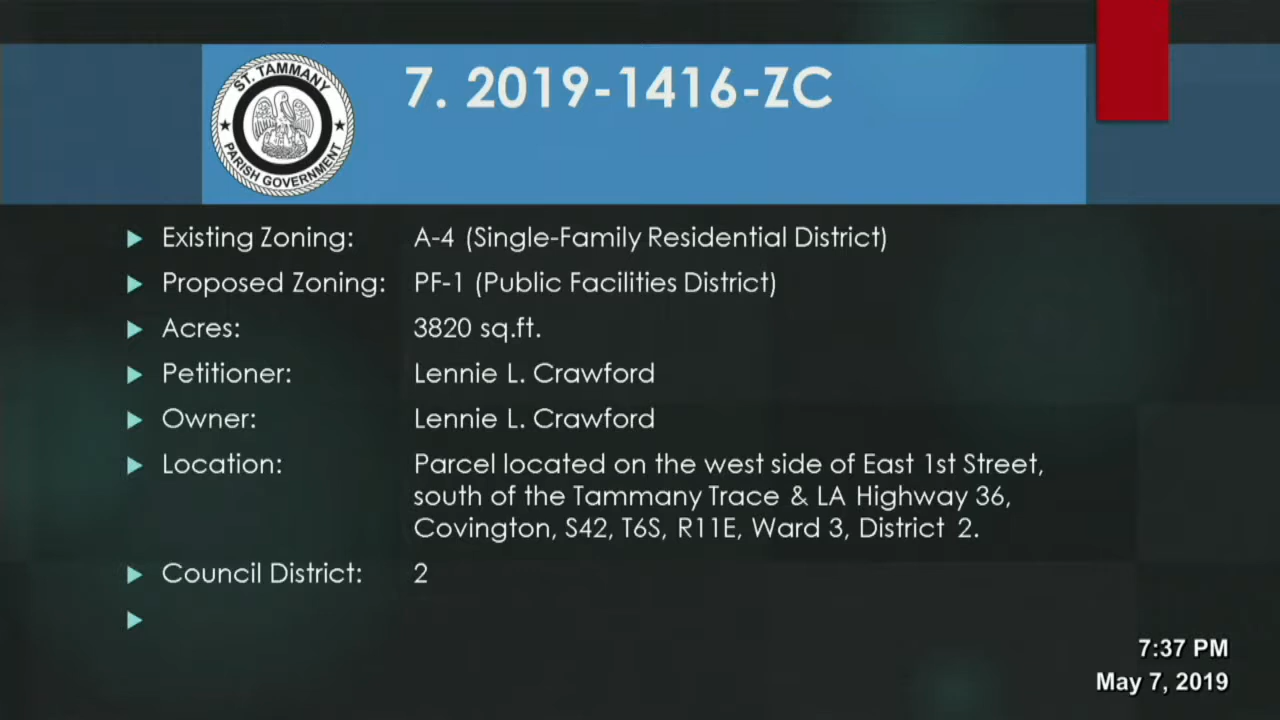 ST. TAMMANY
PARISH GOVERNMENT
7. 2019-1416-ZC
Existing Zoning: A-4 (Single-Family Residential District)
Proposed Zoning: PF-1 (Public Facilities District)
Acres: 3820 sq.ft.
Petitioner: Lennie L. Crawford
Owner: Lennie L. Crawford
Location: Parcel located on the west side of East 1st Street,
south of the Tammany Trace & LA Highway 36,
Covington, S42, T6S, R11E, Ward 3, District 2.
Council District: 2
7:37 PM
May 7, 2019